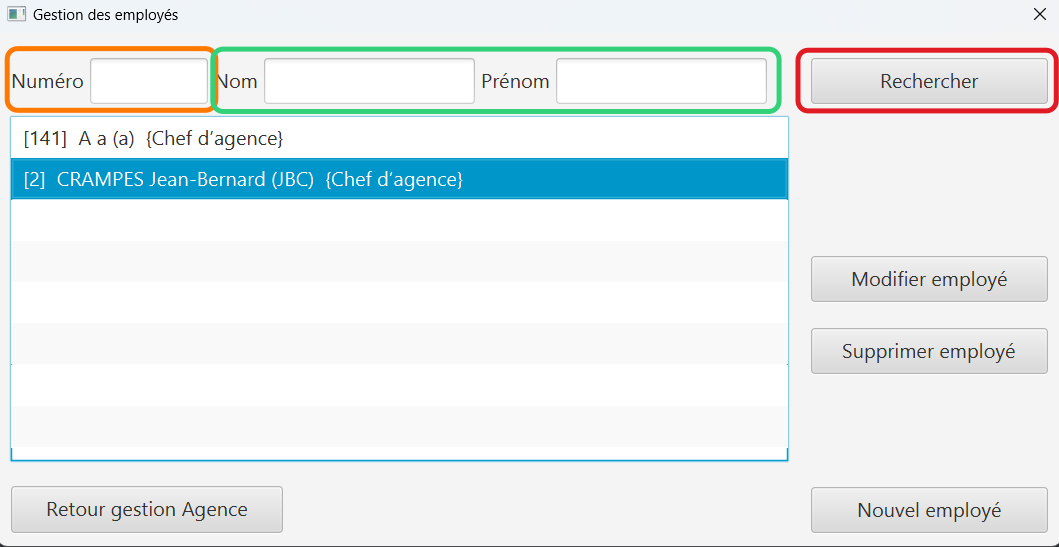 Gestion des employés
Numéro Nom Prénom Rechercher
[141] A a (a) {Chef d'agence}
[2] CRAMPES Jean-Bernard (JBC) {Chef d'agence}
Modifier employé
Supprimer employé
Retour gestion Agence Nouvel employé